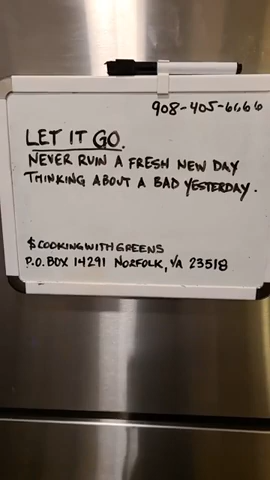 908-405-6666
LET IT GO.
NEVER RUIN A FRESH NEW DAY
THINKING ABOUT A BAD YESTERDAY.
$COOKINGWITHGREENS
P.O. BOX 14291 NORFOLK, VA 23518